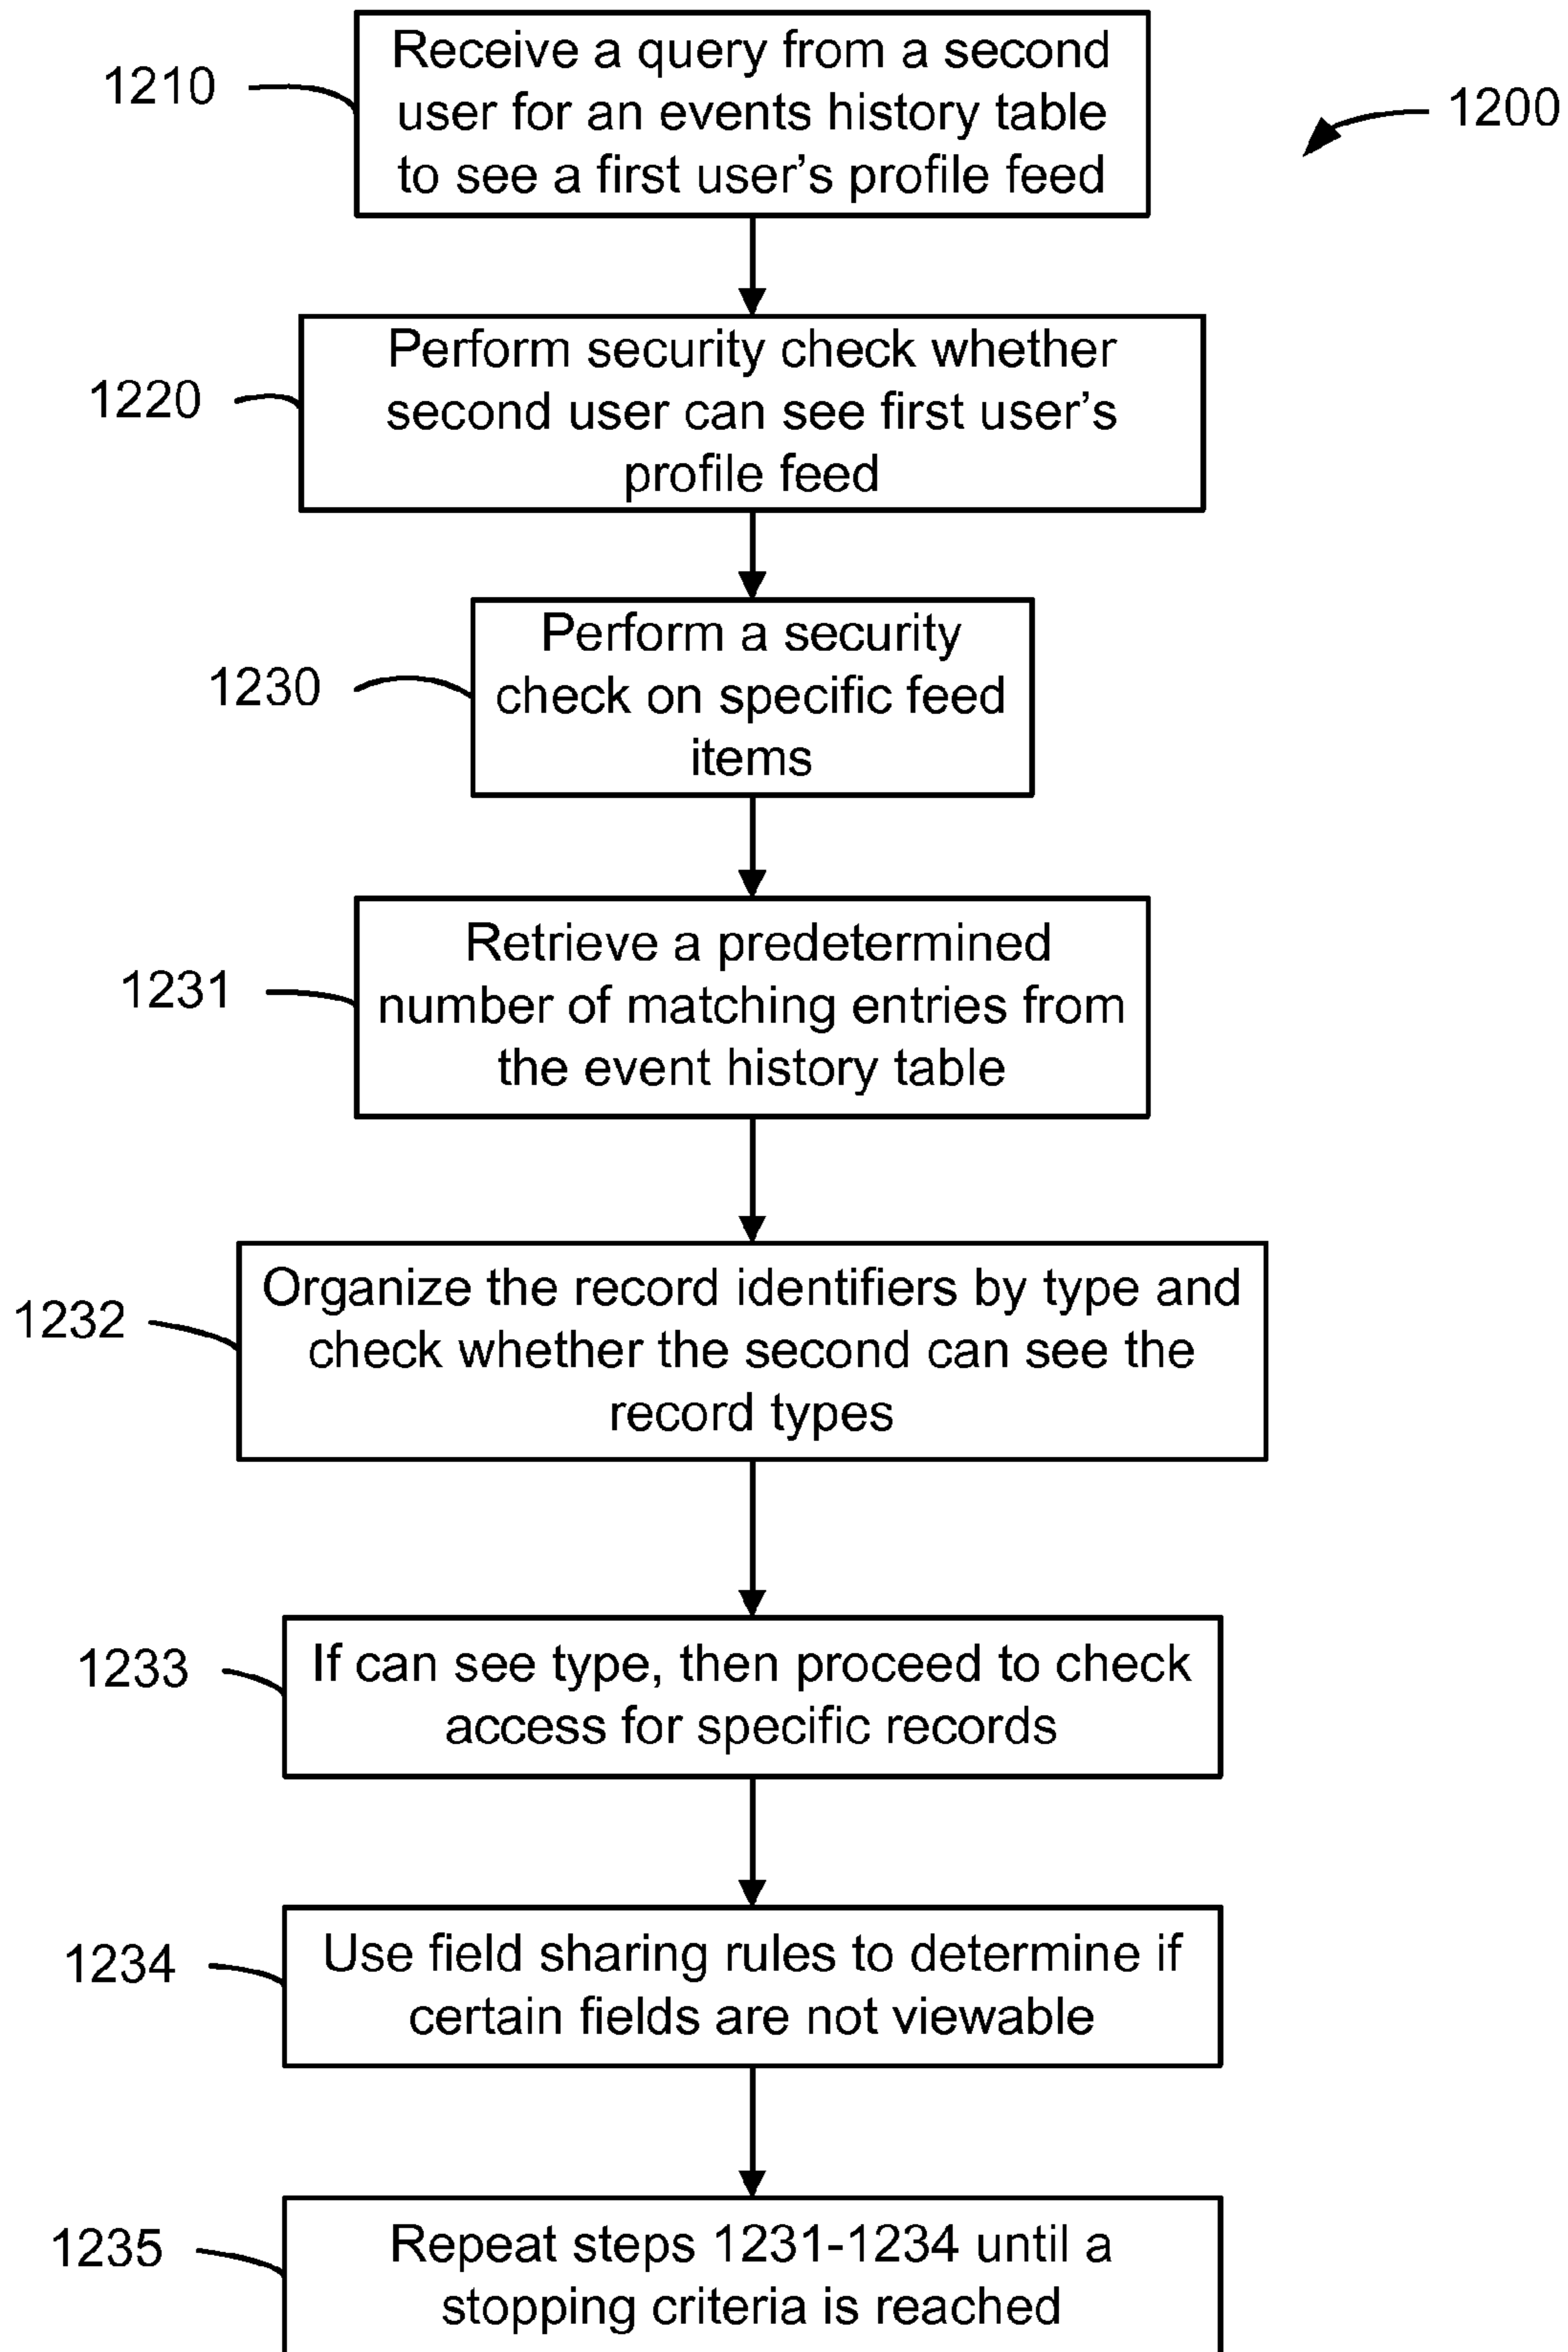 Receive a query from a second
user for an events history table
to see a first user's profile feed
1210
1200
Perform security check whether
second user can see first user's
profile feed
1220
Perform a security
check on specific feed
items
1230
Retrieve a predetermined
number of matching entries from
the event history table
1231
Organize the record identifiers by type and
check whether the second can see the
record types
1232
If can see type, then proceed to check
access for specific records
1233
Use field sharing rules to determine if
certain fields are not viewable
1234
Repeat steps 1231-1234 until a
stopping criteria is reached
1235